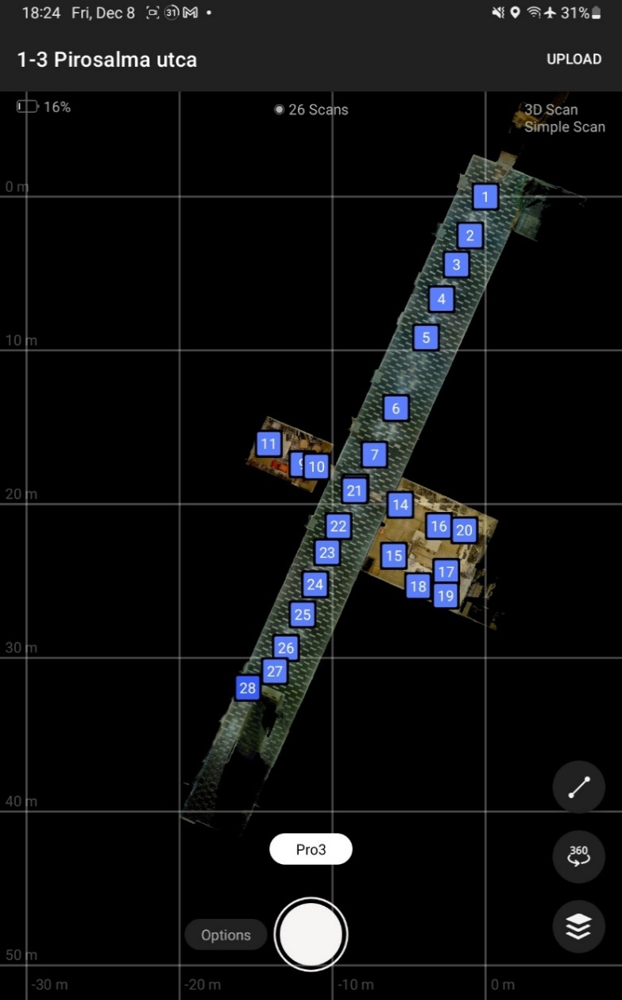 18:24 Fri, Dec 8 31 M •
31%
1-3 Pirosalma utca
UPLOAD
16%
26 Scans
3D Scan
Simple Scan
0 m
1
2
3
4
5
10 m
6
11
9
10
7
21
20 m
14
22
16
20
23
15
24
17
18
19
25
26
30 m
27
28
40 m
360
Pro3
Options
50 m
-30 m
-20 m
-10 m
0 m